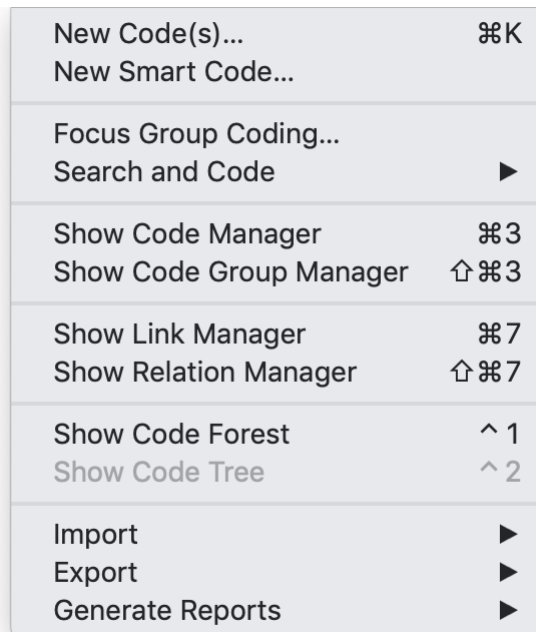 New Code(s)... ⌘K
New Smart Code...
Focus Group Coding...
Search and Code ▶
Show Code Manager ⌘3
Show Code Group Manager ⇧⌘3
Show Link Manager ⌘7
Show Relation Manager ⇧⌘7
Show Code Forest ^1
Show Code Tree ^2
Import ▶
Export ▶
Generate Reports ▶